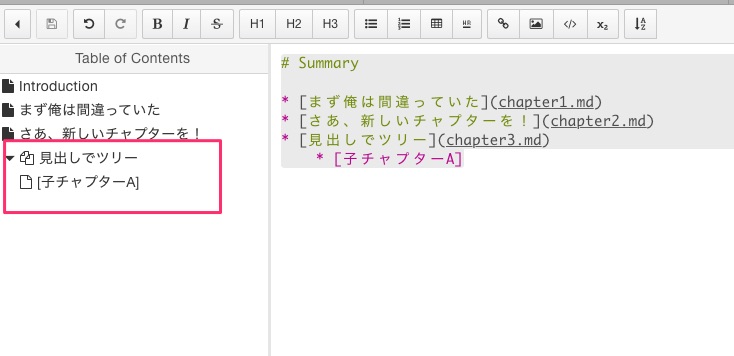 B I S H1 H2 H3 HR </> x₂ A Z
Table of Contents
Introduction
まず俺は間違っていた
さあ、新しいチャプターを！
見出しでツリー
[子チャプターA]
# Summary
* [まず俺は間違っていた](chapter1.md)
* [さあ、新しいチャプターを！](chapter2.md)
* [見出しでツリー](chapter3.md)
* [子チャプターA]